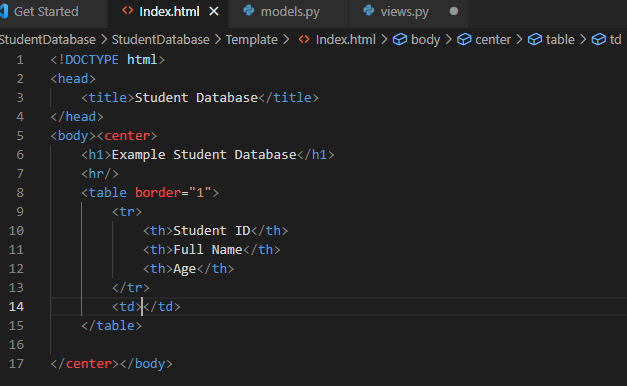 Get Started Index.html models.py views.py
StudentDatabase > StudentDatabase > Template > <> Index.html > body > center > table > td
1 <!DOCTYPE html>
2 <head>
3 <title>Student Database</title>
4 </head>
5 <body><center>
6 <h1>Example Student Database</h1>
7 <hr/>
8 <table border="1">
9 <tr>
10 <th>Student ID</th>
11 <th>Full Name</th>
12 <th>Age</th>
13 </tr>
14 <td></td>
15 </table>
16
17 </center></body>